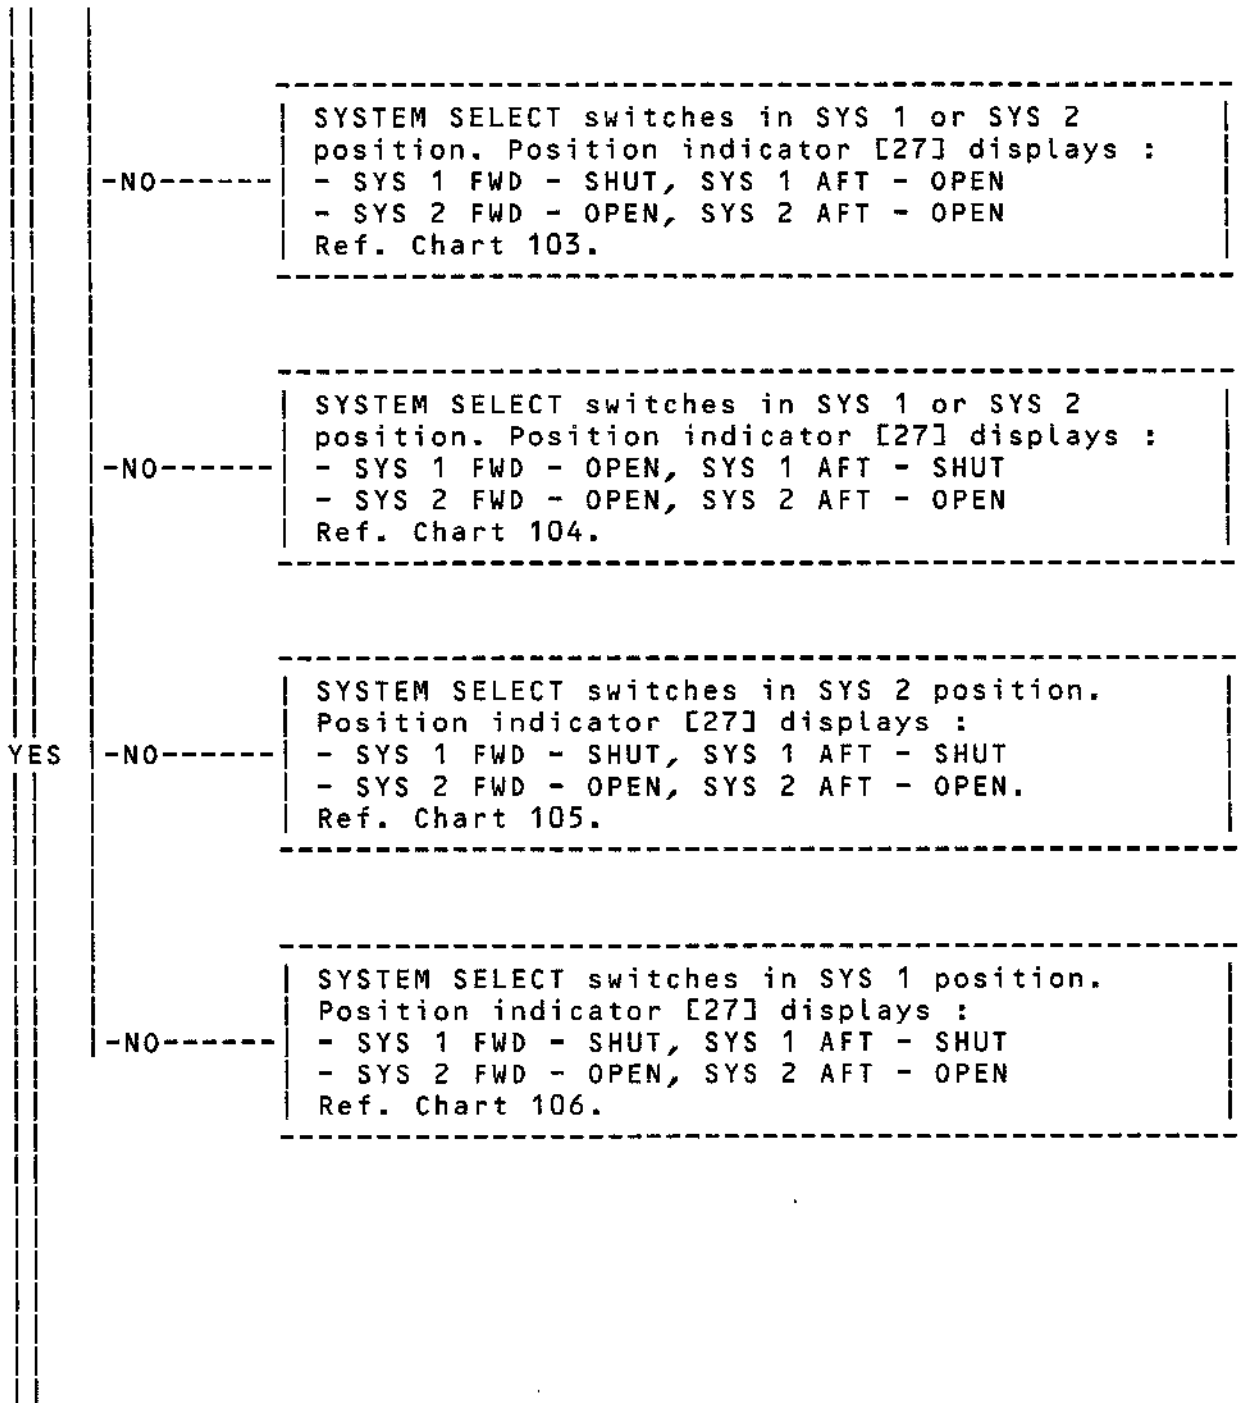 SYSTEM SELECT switches in SYS 1 or SYS 2
position. Position indicator [27] displays :
-NO------ - SYS 1 FWD - SHUT, SYS 1 AFT - OPEN
- SYS 2 FWD - OPEN, SYS 2 AFT - OPEN
Ref. Chart 103.
SYSTEM SELECT switches in SYS 1 or SYS 2
position. Position indicator [27] displays :
-NO------ - SYS 1 FWD - OPEN, SYS 1 AFT - SHUT
- SYS 2 FWD - OPEN, SYS 2 AFT - OPEN
Ref. Chart 104.
SYSTEM SELECT switches in SYS 2 position.
Position indicator [27] displays :
YES -NO------ - SYS 1 FWD - SHUT, SYS 1 AFT - SHUT
- SYS 2 FWD - OPEN, SYS 2 AFT - OPEN.
Ref. Chart 105.
SYSTEM SELECT switches in SYS 1 position.
Position indicator [27] displays :
-NO------ - SYS 1 FWD - SHUT, SYS 1 AFT - SHUT
- SYS 2 FWD - OPEN, SYS 2 AFT - OPEN
Ref. Chart 106.